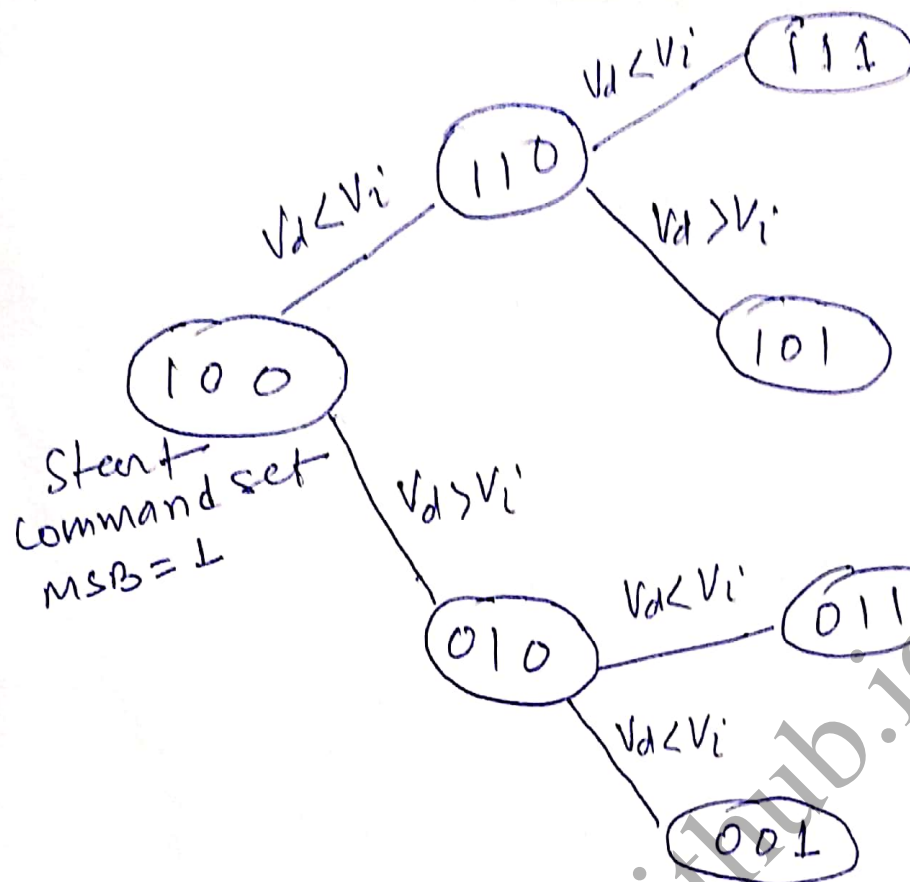 Vd<Vi
111
110
Vd<Vi
Vd>Vi
101
100
Start
Command set
MSB = 1
Vd>Vi
010
Vd<Vi
011
Vd<Vi
001